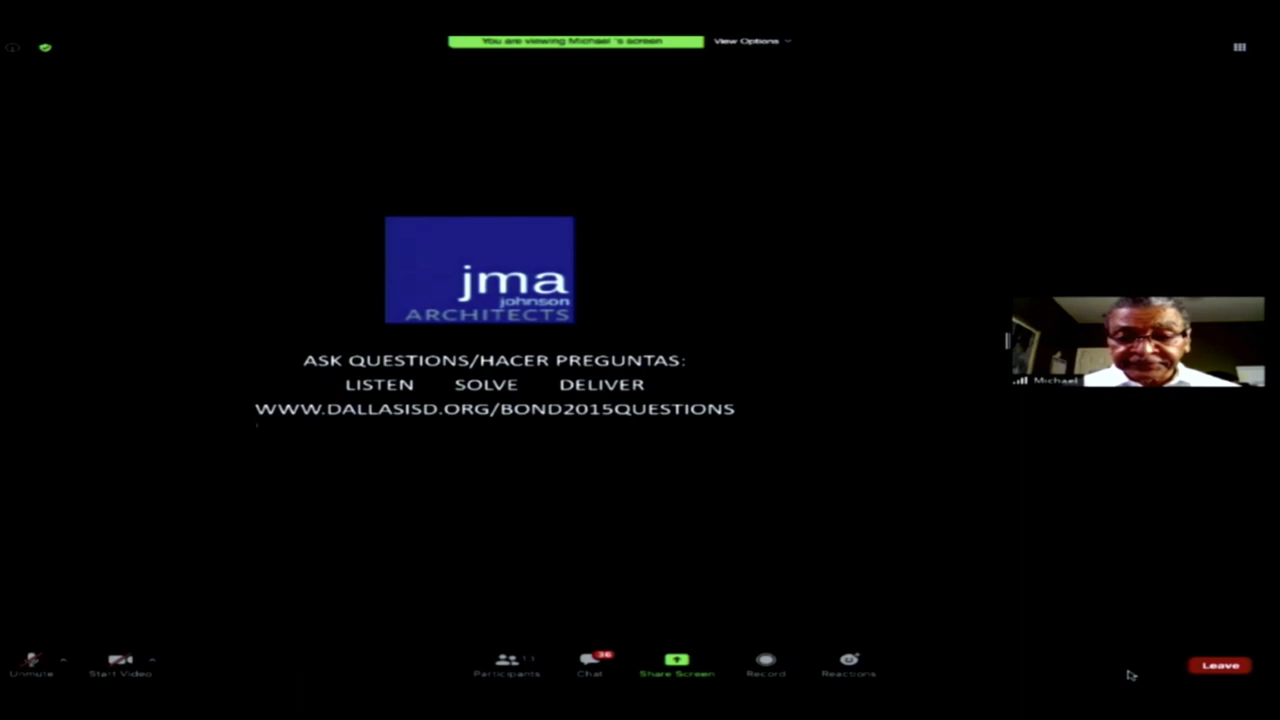 You are viewing Michael 's screen
View Options
jma
johnson
ARCHITECTS
ASK QUESTIONS/HACER PREGUNTAS:
LISTEN SOLVE DELIVER
WWW.DALLASISD.ORG/BOND2015QUESTIONS
Michael
Unmute
Start Video
Participants
36
Chat
Share Screen
Record
Reactions
Leave